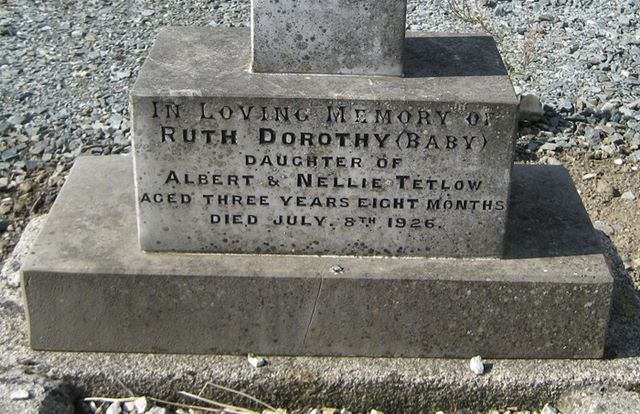 In Loving Memory of
Ruth Dorothy (Baby)
daughter of
Albert & Nellie Tetlow
aged three years eight months
died July. 8th 1926.